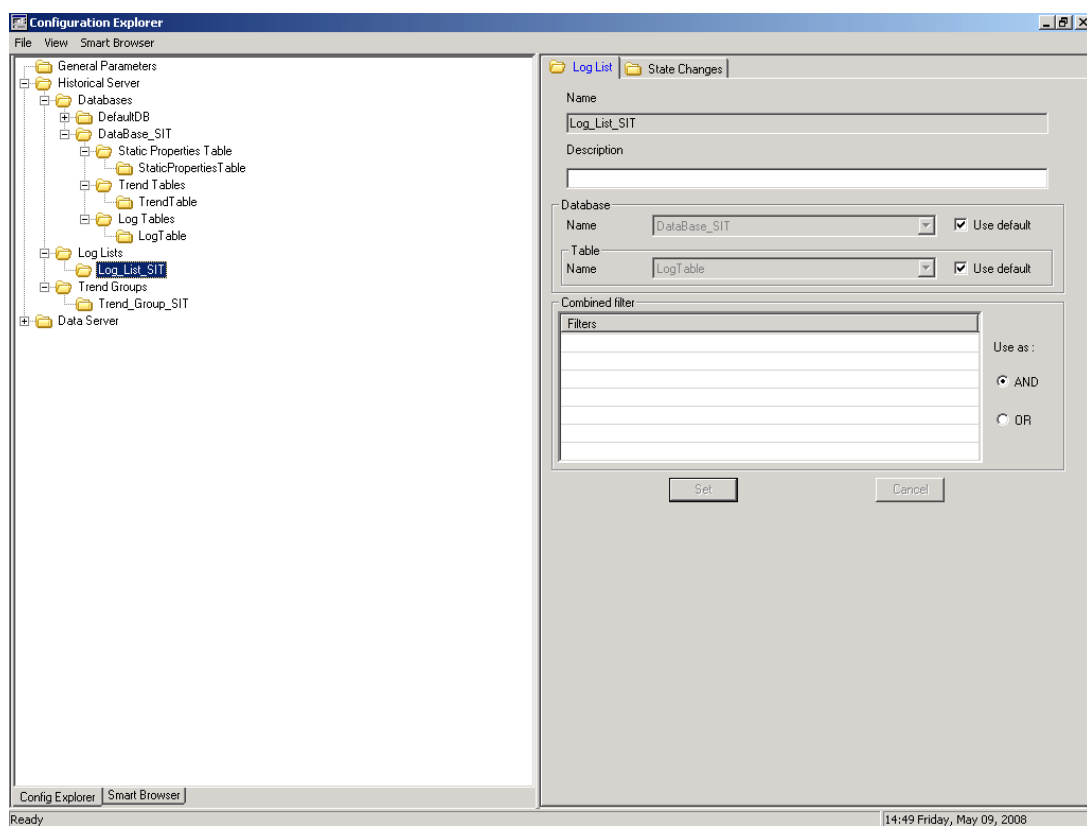 Configuration Explorer
File View Smart Browser
General Parameters
Historical Server
Databases
DefaultDB
DataBase_SIT
Static Properties Table
StaticPropertiesTable
Trend Tables
TrendTable
Log Tables
LogTable
Log Lists
Log_List_SIT
Trend Groups
Trend_Group_SIT
Data Server
Config Explorer Smart Browser
Log List State Changes
Name
Log_List_SIT
Description
Database
Name DataBase_SIT Use default
Table
Name LogTable Use default
Combined filter
Filters
Use as :
AND
OR
Set Cancel
Ready 14:49 Friday, May 09, 2008